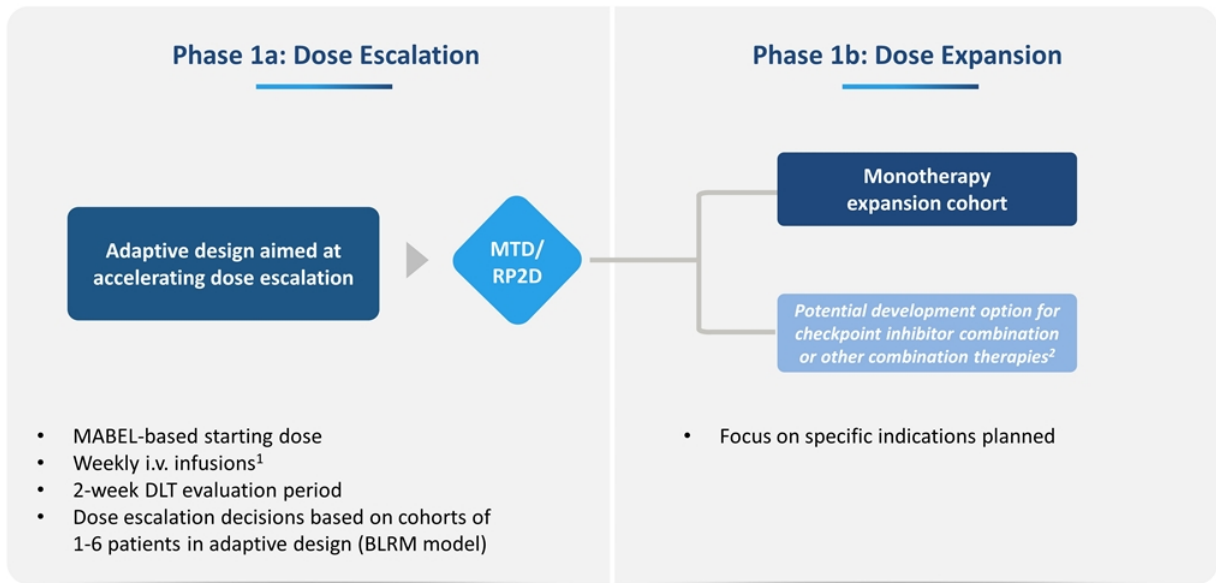 Phase 1a: Dose Escalation
Adaptive design aimed at
accelerating dose escalation
MTD/
RP2D
• MABEL-based starting dose
• Weekly i.v. infusions¹
• 2-week DLT evaluation period
• Dose escalation decisions based on cohorts of
1-6 patients in adaptive design (BLRM model)
Phase 1b: Dose Expansion
Monotherapy
expansion cohort
Potential development option for
checkpoint inhibitor combination
or other combination therapies²
• Focus on specific indications planned